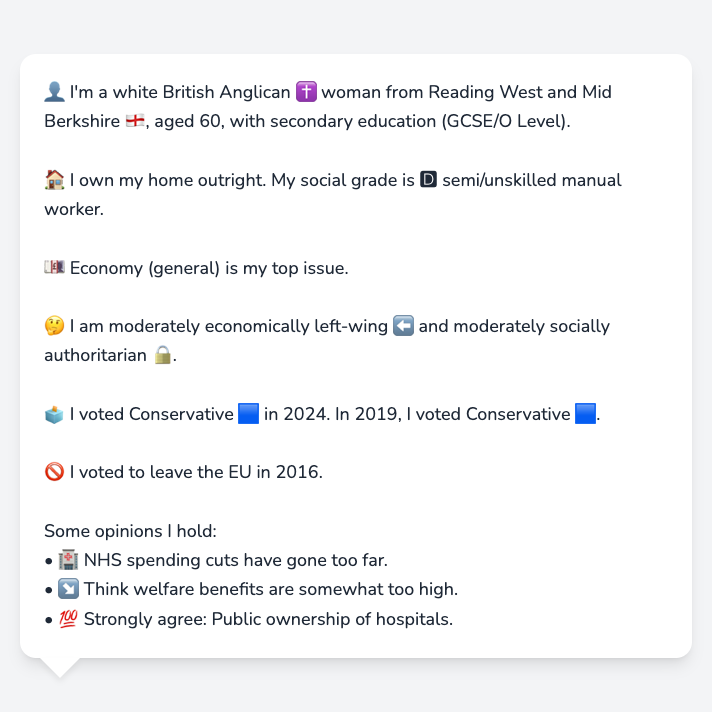 👤 I'm a white British Anglican ✝️ woman from Reading West and Mid
Berkshire 🏴󠁧󠁢󠁥󠁮󠁧󠁿, aged 60, with secondary education (GCSE/O Level).
🏠 I own my home outright. My social grade is 🅳 semi/unskilled manual
worker.
💷 Economy (general) is my top issue.
🤔 I am moderately economically left-wing ⬅️ and moderately socially
authoritarian 🔒.
🗳️ I voted Conservative 🟦 in 2024. In 2019, I voted Conservative 🟦.
🚫 I voted to leave the EU in 2016.
Some opinions I hold:
• 🏥 NHS spending cuts have gone too far.
• ↘️ Think welfare benefits are somewhat too high.
• 💯 Strongly agree: Public ownership of hospitals.